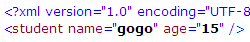 <?xml version="1.0" encoding="UTF-8
<student name="gogo" age="15" />